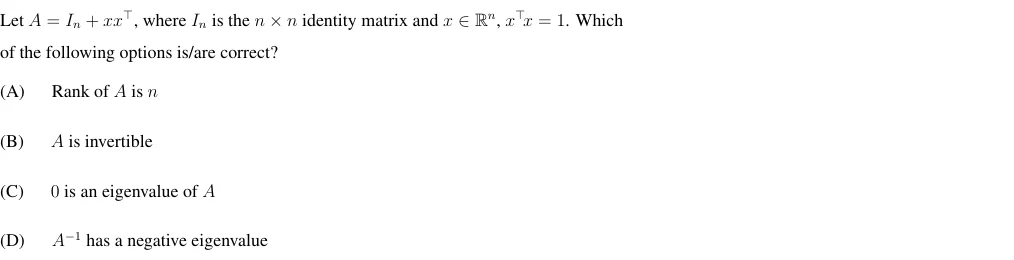 Let $A = I_n + xx^\top$, where $I_n$ is the $n \times n$ identity matrix and $x \in \mathbb{R}^n$, $x^\top x = 1$. Which
of the following options is/are correct?
(A) Rank of $A$ is $n$
(B) $A$ is invertible
(C) $0$ is an eigenvalue of $A$
(D) $A^{-1}$ has a negative eigenvalue